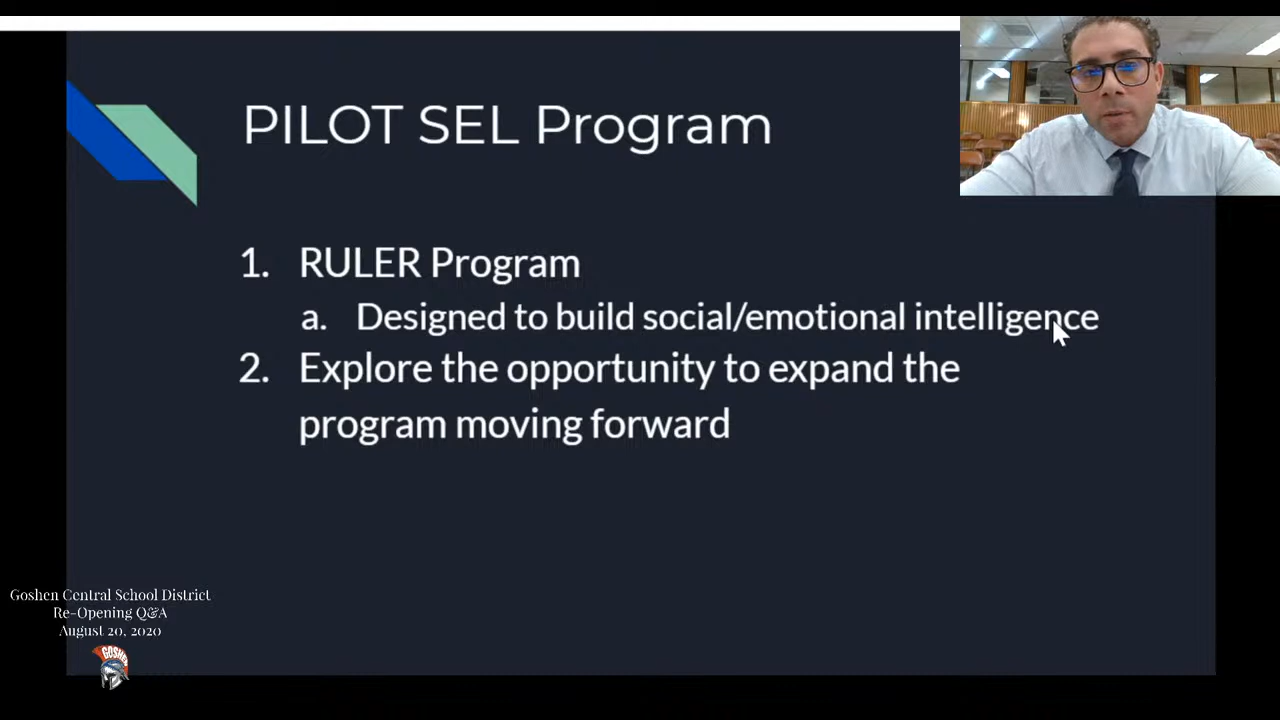 PILOT SEL Program
1. RULER Program
a. Designed to build social/emotional intelligence
2. Explore the opportunity to expand the
program moving forward
Goshen Central School District
Re-Opening Q&A
August 20, 2020
GOSHEN